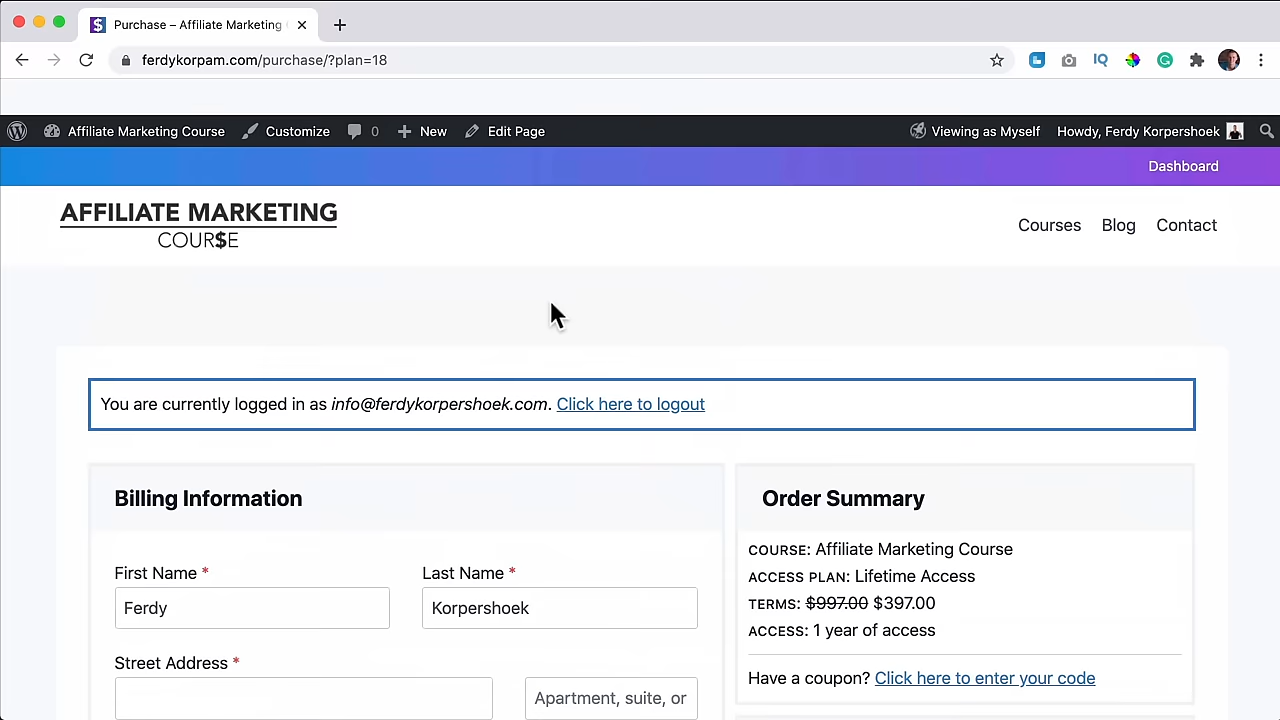 Purchase – Affiliate Marketing
ferdykorpam.com/purchase/?plan=18
IQ
Affiliate Marketing Course Customize 0 New Edit Page Viewing as Myself Howdy, Ferdy Korpershoek
Dashboard
AFFILIATE MARKETING
COUR$E
Courses Blog Contact
You are currently logged in as info@ferdykorpershoek.com. Click here to logout
Billing Information
Order Summary
First Name *
Last Name *
Ferdy
Korpershoek
Street Address *
Apartment, suite, or
COURSE: Affiliate Marketing Course
ACCESS PLAN: Lifetime Access
TERMS: $997.00 $397.00
ACCESS: 1 year of access
Have a coupon? Click here to enter your code